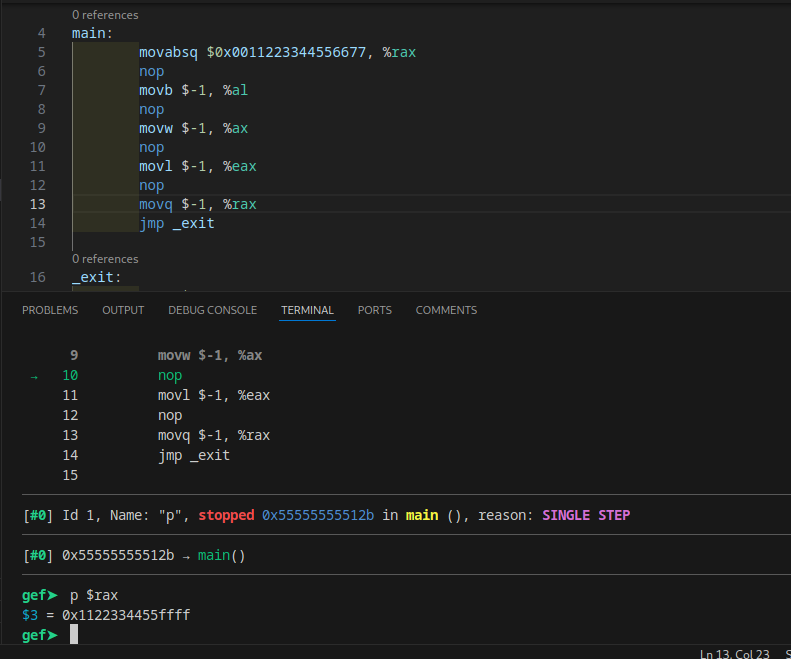 0 references
4 main:
5 movabsq $0x0011223344556677, %rax
6 nop
7 movb $-1, %al
8 nop
9 movw $-1, %ax
10 nop
11 movl $-1, %eax
12 nop
13 movq $-1, %rax
14 jmp _exit
15
0 references
16 _exit:
PROBLEMS OUTPUT DEBUG CONSOLE TERMINAL PORTS COMMENTS
9 movw $-1, %ax
→ 10 nop
11 movl $-1, %eax
12 nop
13 movq $-1, %rax
14 jmp _exit
15
[#0] Id 1, Name: "p", stopped 0x55555555512b in main (), reason: SINGLE STEP
[#0] 0x55555555512b → main()
gef➤ p $rax
$3 = 0x1122334455ffff
gef➤
Ln 13, Col 23